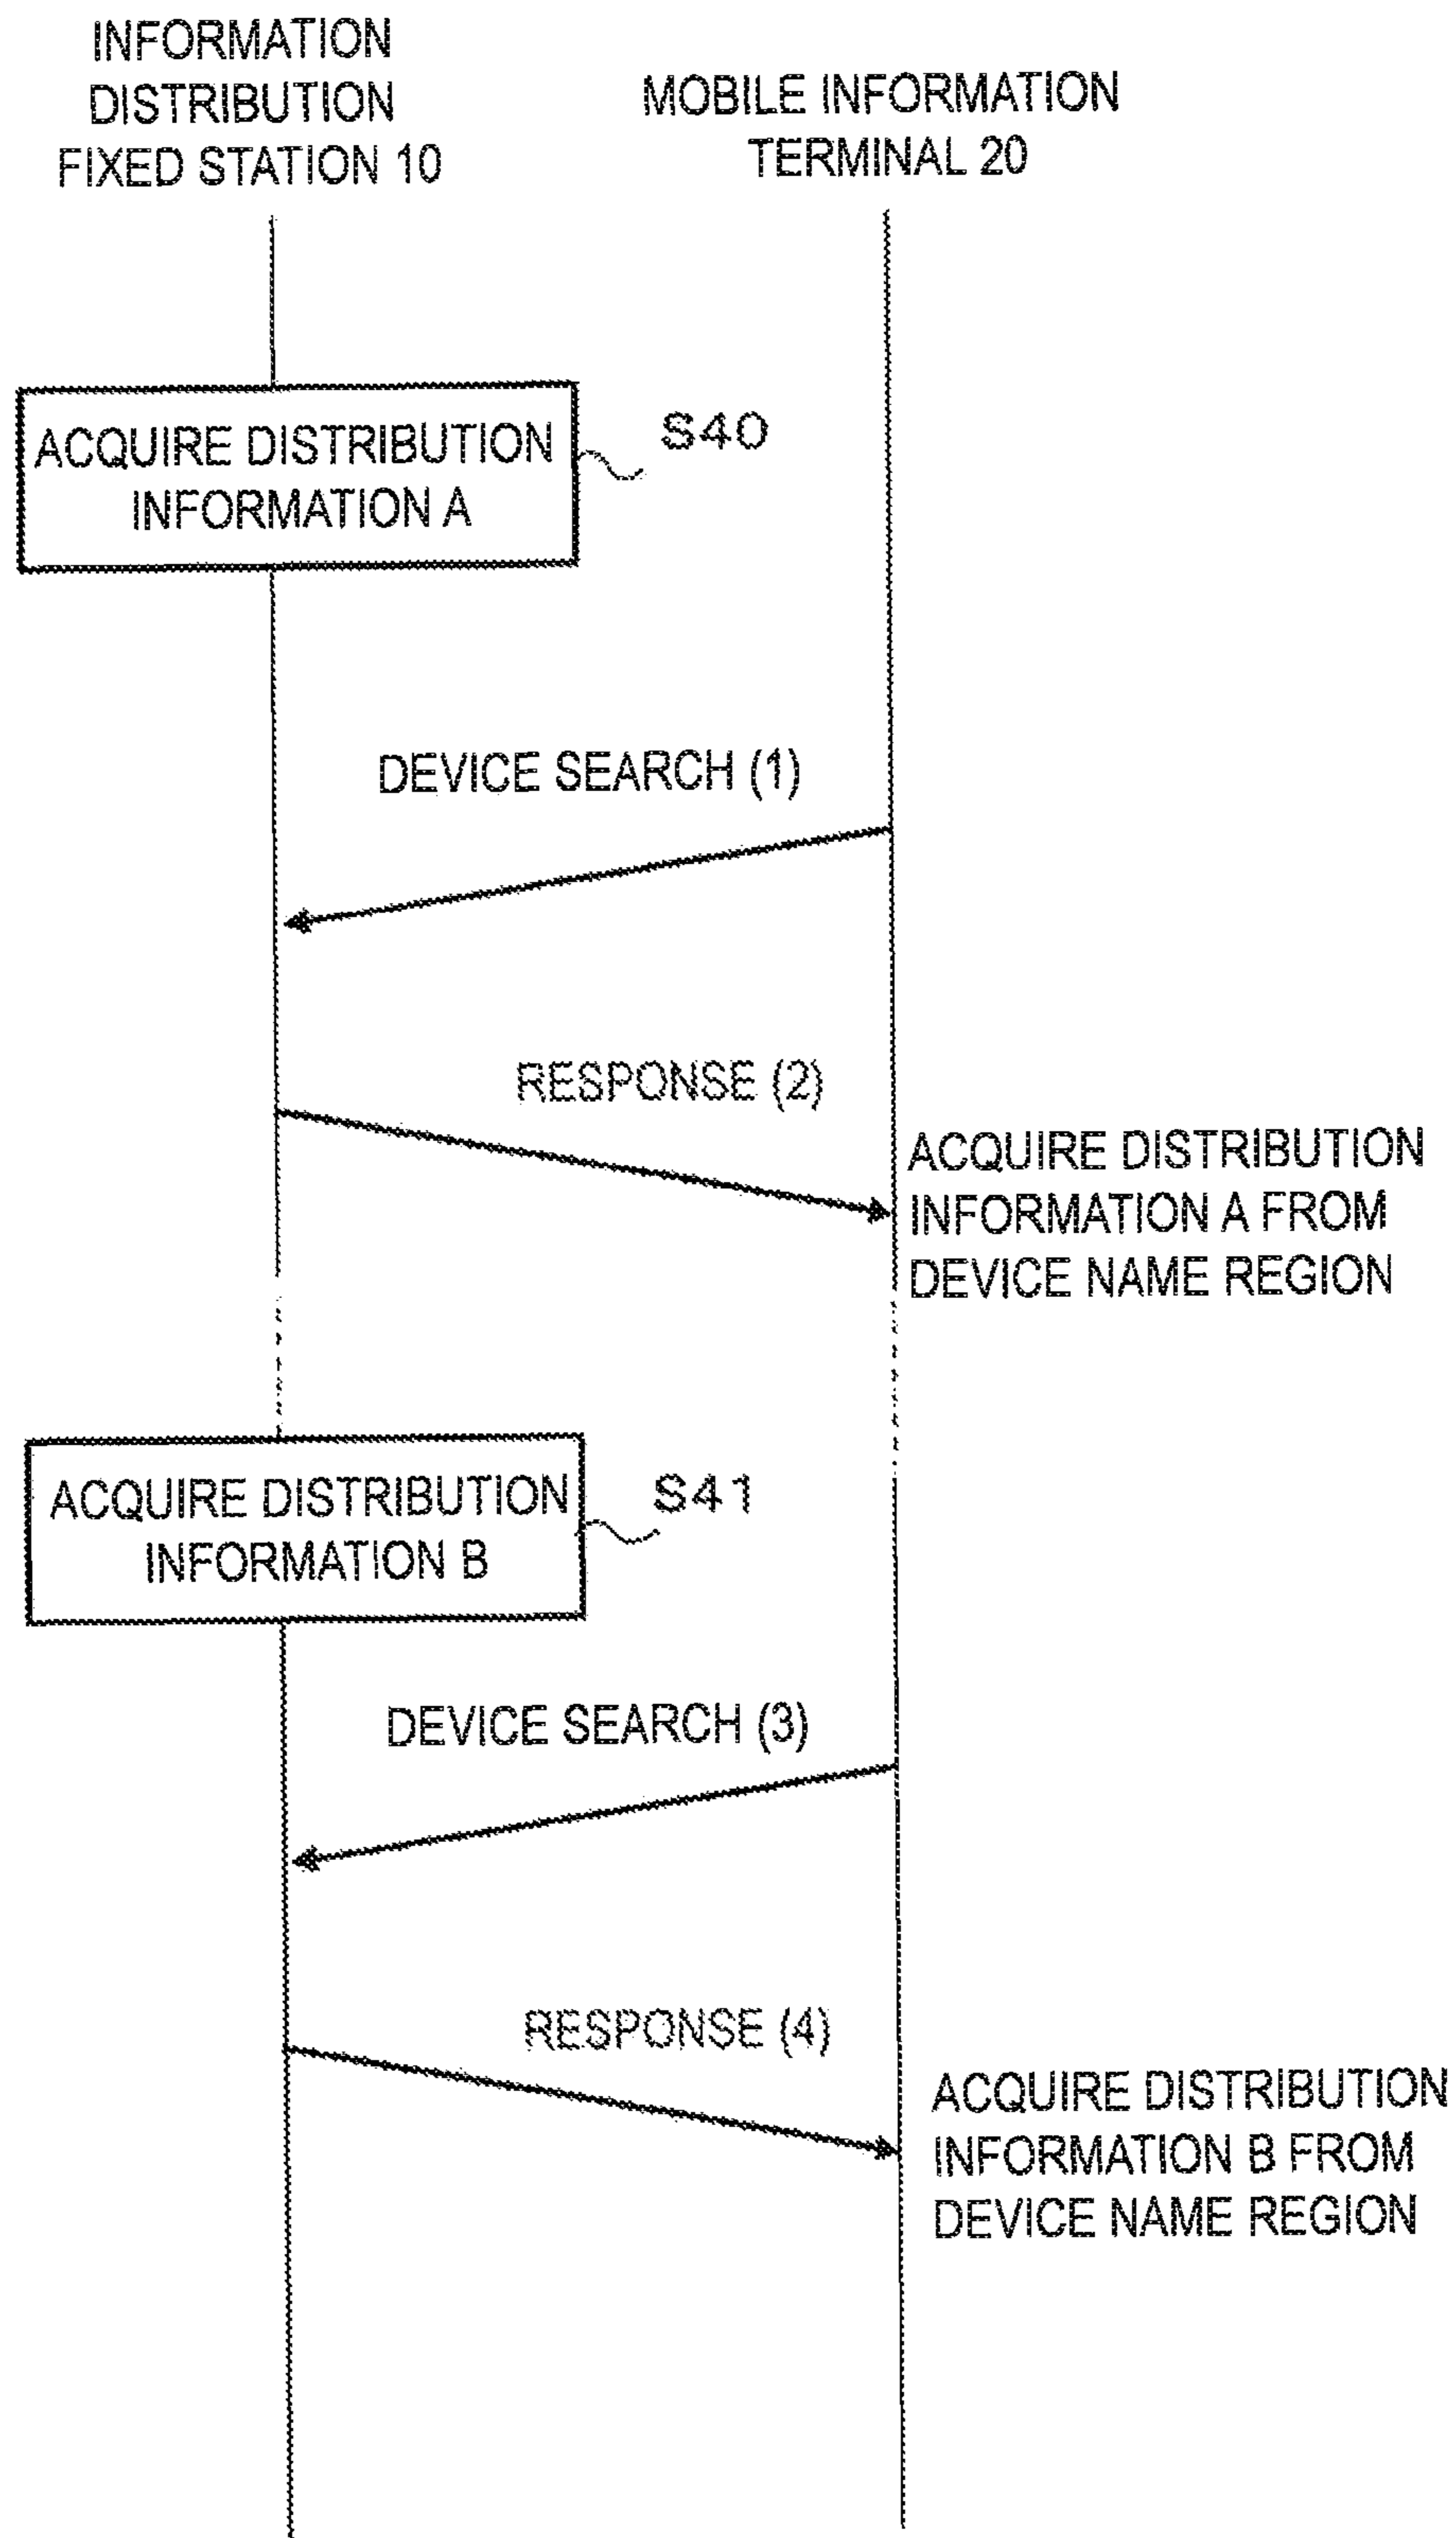 INFORMATION
DISTRIBUTION
FIXED STATION 10
MOBILE INFORMATION
TERMINAL 20
ACQUIRE DISTRIBUTION
INFORMATION A
S40
DEVICE SEARCH (1)
RESPONSE (2)
ACQUIRE DISTRIBUTION
INFORMATION A FROM
DEVICE NAME REGION
ACQUIRE DISTRIBUTION
INFORMATION B
S41
DEVICE SEARCH (3)
RESPONSE (4)
ACQUIRE DISTRIBUTION
INFORMATION B FROM
DEVICE NAME REGION